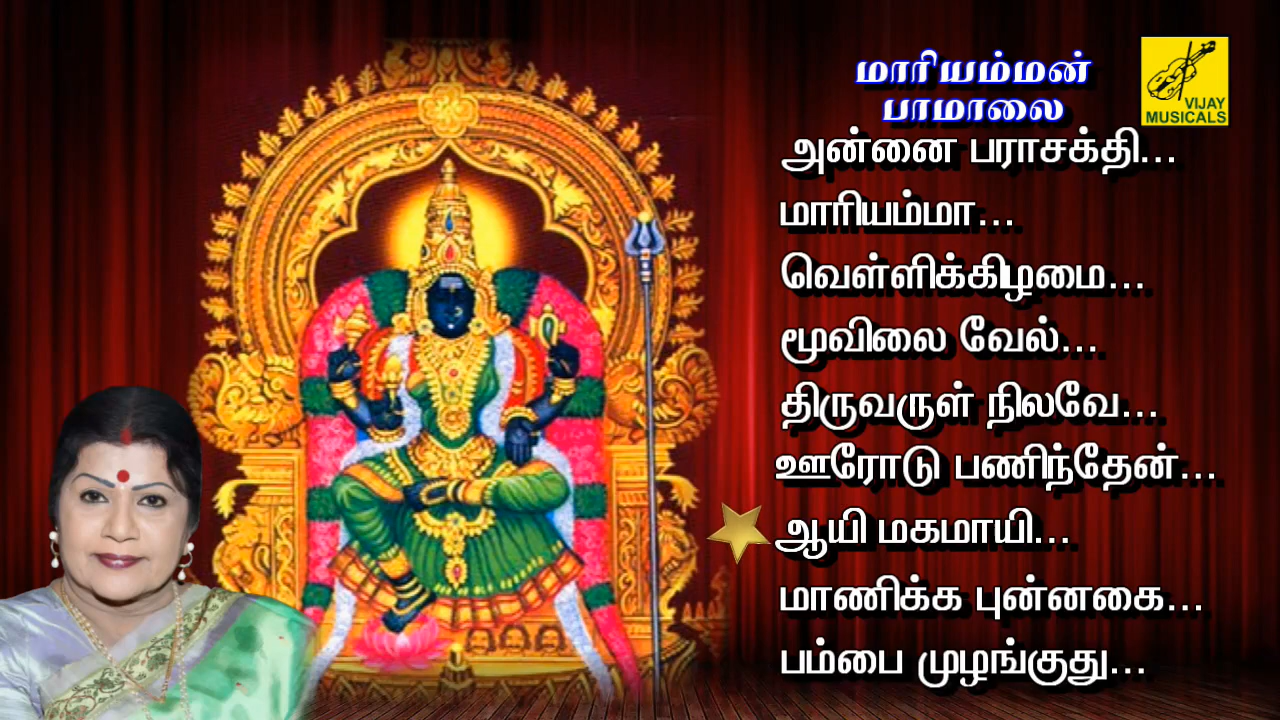 மாரியம்மன்
பாமாலை
VIJAY
MUSICALS
அன்னை பராசக்தி...
மாரியம்மா...
வெள்ளிக்கிழமை...
மூவிலை வேல்...
திருவருள் நிலவே...
ஊரோடு பணிந்தேன்...
ஆயி மகமாயி...
மாணிக்க புன்னகை...
பம்பை முழங்குது...